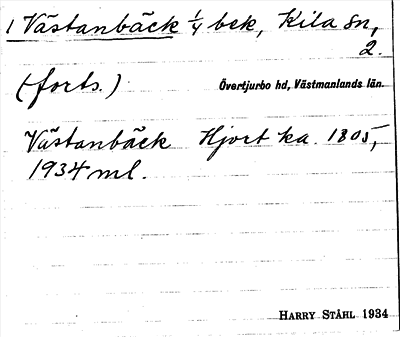 1 Västanbäck ¼ bek, Kila sn,
2.
(forts.)
Övertjurbo hd, Västmanlands län.
Västanbäck Hjort ka. 1805,
1934 ml.
HARRY STÅHL 1934